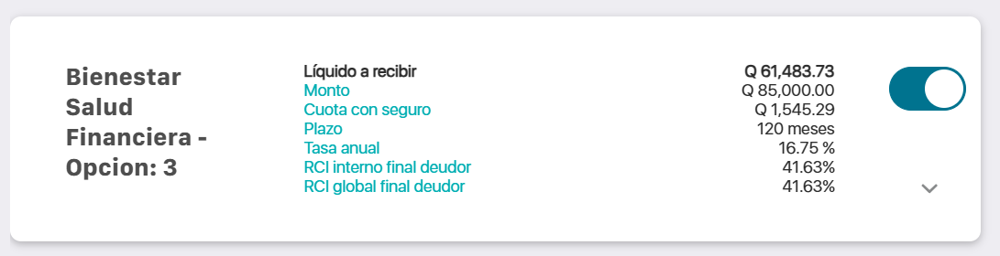 Bienestar
Salud
Financiera -
Opcion: 3
Líquido a recibir Q 61,483.73
Monto Q 85,000.00
Cuota con seguro Q 1,545.29
Plazo 120 meses
Tasa anual 16.75 %
RCI interno final deudor 41.63%
RCI global final deudor 41.63%